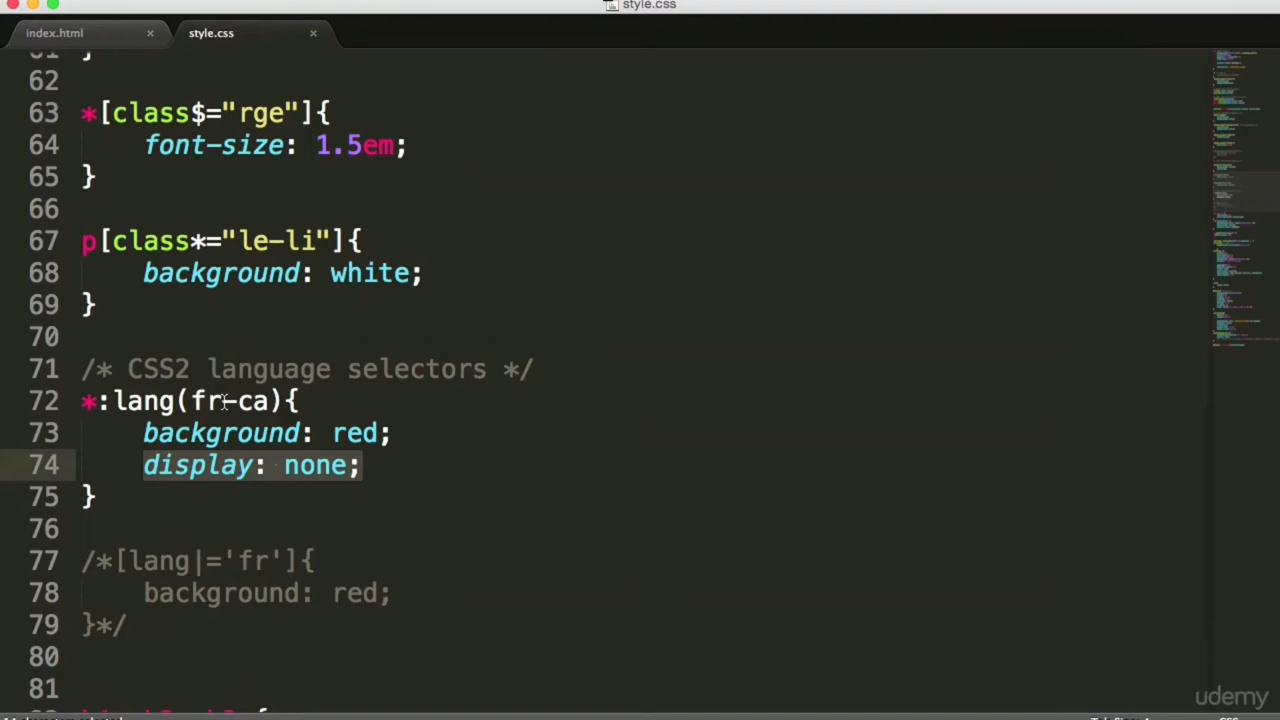 style.css
index.html × style.css ×
61 }
62
63 *[class$="rge"]{
64 font-size: 1.5em;
65 }
66
67 p[class*="le-li"]{
68 background: white;
69 }
70
71 /* CSS2 language selectors */
72 *:lang(fr-ca){
73 background: red;
74 display: none;
75 }
76
77 /*[lang|='fr']{
78 background: red;
79 }*/
80
81
udemy